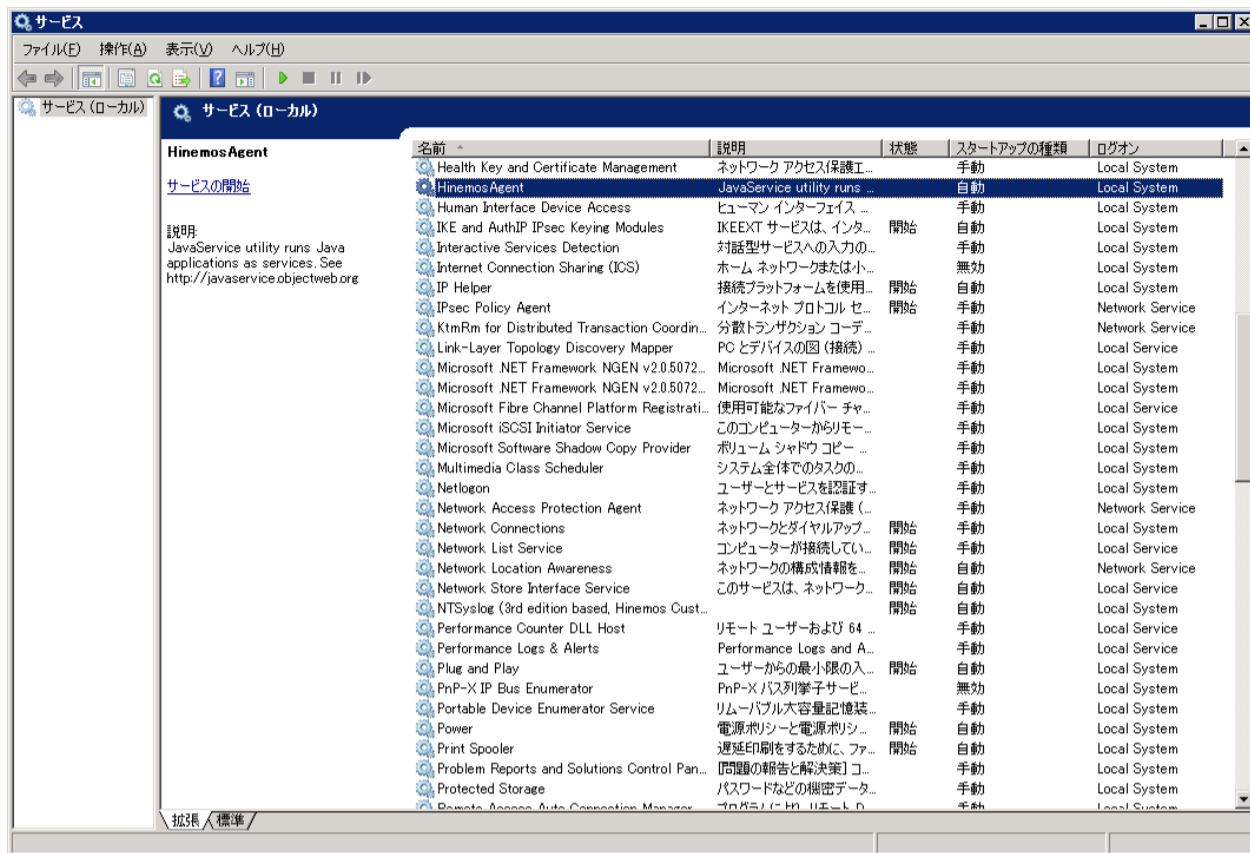 サービス
ファイル(F) 操作(A) 表示(V) ヘルプ(H)
サービス (ローカル)
サービス (ローカル)
HinemosAgent
サービスの開始
説明:
JavaService utility runs Java
applications as services. See
http://javaservice.objectweb.org
名前 説明 状態 スタートアップの種類 ログオン
Health Key and Certificate Management ネットワーク アクセス保護エ... 手動 Local System
HinemosAgent JavaService utility runs ... 自動 Local System
Human Interface Device Access ヒューマン インターフェイス ... 手動 Local System
IKE and AuthIP IPsec Keying Modules IKEEXT サービスは、インタ... 開始 自動 Local System
Interactive Services Detection 対話型サービスへの入力の... 手動 Local System
Internet Connection Sharing (ICS) ホーム ネットワークまたは小... 無効 Local System
IP Helper 接続プラットフォームを使用... 開始 自動 Local System
IPsec Policy Agent インターネット プロトコル セ... 開始 手動 Network Service
KtmRm for Distributed Transaction Coordin... 分散トランザクション コーデ... 手動 Network Service
Link-Layer Topology Discovery Mapper PC とデバイスの図 (接続) ... 手動 Local Service
Microsoft .NET Framework NGEN v2.0.5072... Microsoft .NET Framewo... 手動 Local System
Microsoft .NET Framework NGEN v2.0.5072... Microsoft .NET Framewo... 手動 Local System
Microsoft Fibre Channel Platform Registrati... 使用可能なファイバー チャ... 手動 Local Service
Microsoft iSCSI Initiator Service このコンピューターからリモー... 手動 Local System
Microsoft Software Shadow Copy Provider ボリューム シャドウ コピー ... 手動 Local System
Multimedia Class Scheduler システム全体でのタスクの... 手動 Local System
Netlogon ユーザーとサービスを認証す... 手動 Local System
Network Access Protection Agent ネットワーク アクセス保護 (... 手動 Network Service
Network Connections ネットワークとダイヤルアップ... 開始 手動 Local System
Network List Service コンピューターが接続してい... 開始 手動 Local Service
Network Location Awareness ネットワークの構成情報を... 開始 自動 Network Service
Network Store Interface Service このサービスは、ネットワーク... 開始 自動 Local Service
NTSyslog (3rd edition based, Hinemos Cust... 開始 自動 Local System
Performance Counter DLL Host リモート ユーザーおよび 64 ... 手動 Local Service
Performance Logs & Alerts Performance Logs and A... 手動 Local Service
Plug and Play ユーザーからの最小限の入... 開始 自動 Local System
PnP-X IP Bus Enumerator PnP-X バス列挙子サービ... 無効 Local System
Portable Device Enumerator Service リムーバブル大容量記憶装... 手動 Local System
Power 電源ポリシーと電源ポリシ... 開始 自動 Local System
Print Spooler 遅延印刷をするために、ファ... 開始 自動 Local System
Problem Reports and Solutions Control Pan... [問題の報告と解決策] コ... 手動 Local System
Protected Storage パスワードなどの機密データ... 手動 Local System
Remote Access Auto Connection Manager プログラムにより、リモート D... 手動 Local System
拡張 標準